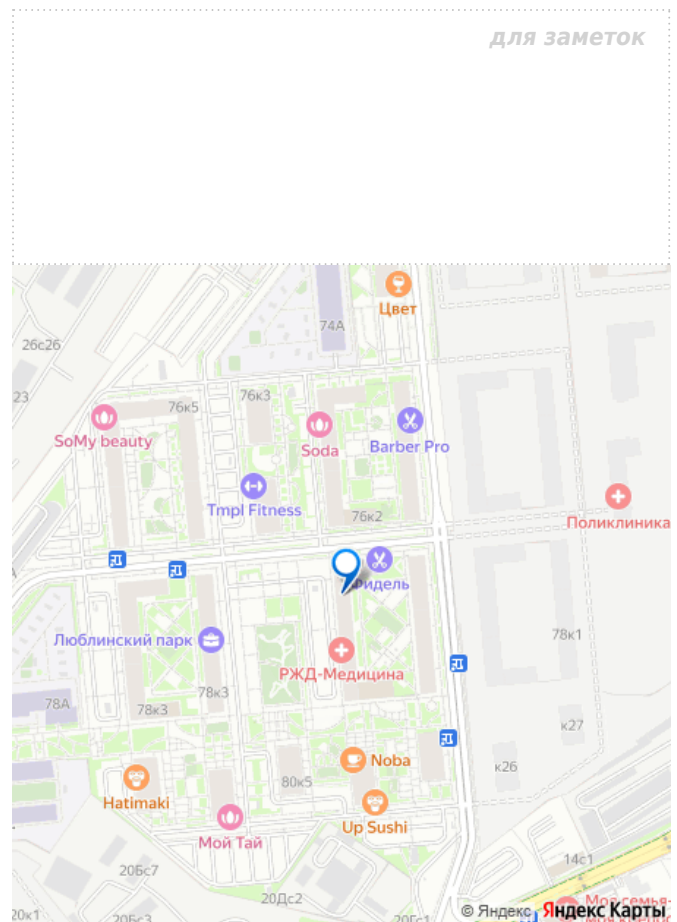 для заметок
Цвет
74А
26с26
23
76к3
76к5
SoMy beauty
Soda
Barber Pro
Tmpl Fitness
76к2
Поликлиника
Фидель
Люблинский парк
78к1
РЖД-Медицина
78А
78к3
78к3
к27
Noba
к26
80к5
Hatimaki
Up Sushi
Мой Тай
14с1
20Бс7
20Дс2
20к1
20Бс3
20Гс1
© Яндекс Яндекс Карты